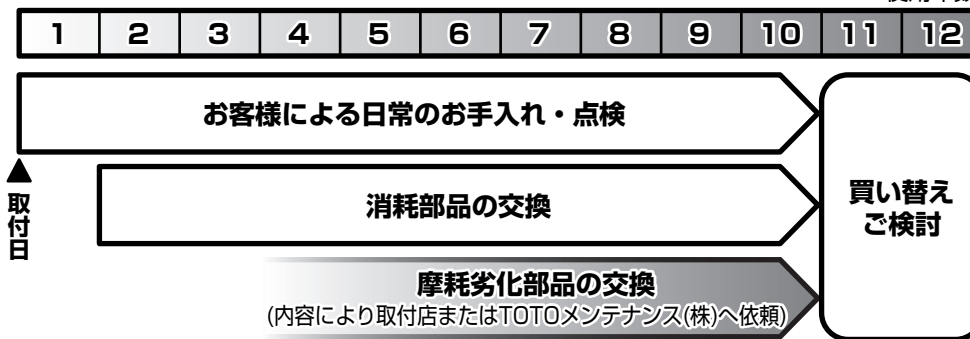 1 2 3 4 5 6 7 8 9 10 11 12
お客様による日常のお手入れ・点検
取付日
消耗部品の交換
買い替え
ご検討
摩耗劣化部品の交換
(内容により取付店またはTOTOメンテナンス(株)へ依頼)